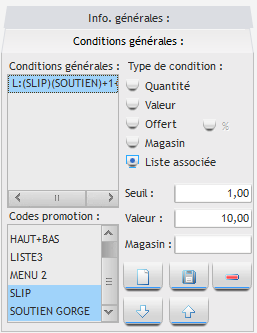 Info. générales :
Conditions générales :
Conditions générales :
L:(SLIP)(SOUTIEN)+1+
Type de condition :
Quantité
Valeur
Offert %
Magasin
Liste associée
Seuil : 1,00
Valeur : 10,00
Magasin :
Codes promotion :
HAUT+BAS
LISTE3
MENU 2
SLIP
SOUTIEN GORGE